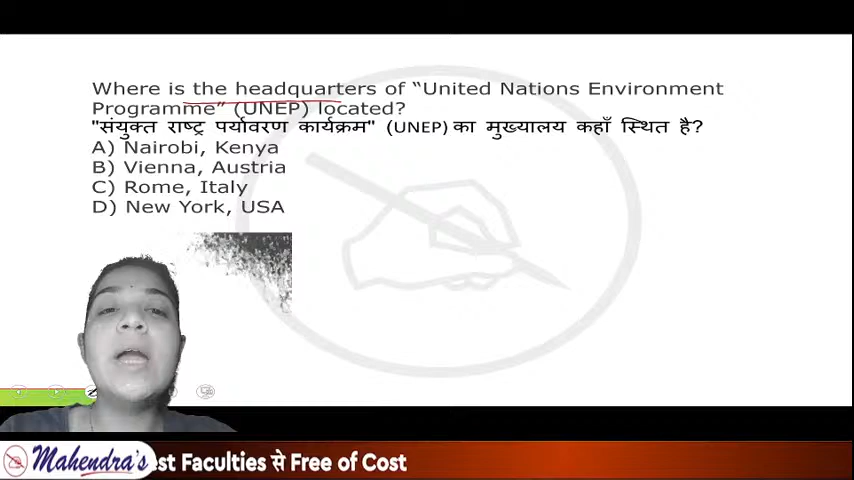 Where is the headquarters of “United Nations Environment
Programme” (UNEP) located?
"संयुक्त राष्ट्र पर्यावरण कार्यक्रम" (UNEP) का मुख्यालय कहाँ स्थित है?
A) Nairobi, Kenya
B) Vienna, Austria
C) Rome, Italy
D) New York, USA
Mahendra's est Faculties से Free of Cost